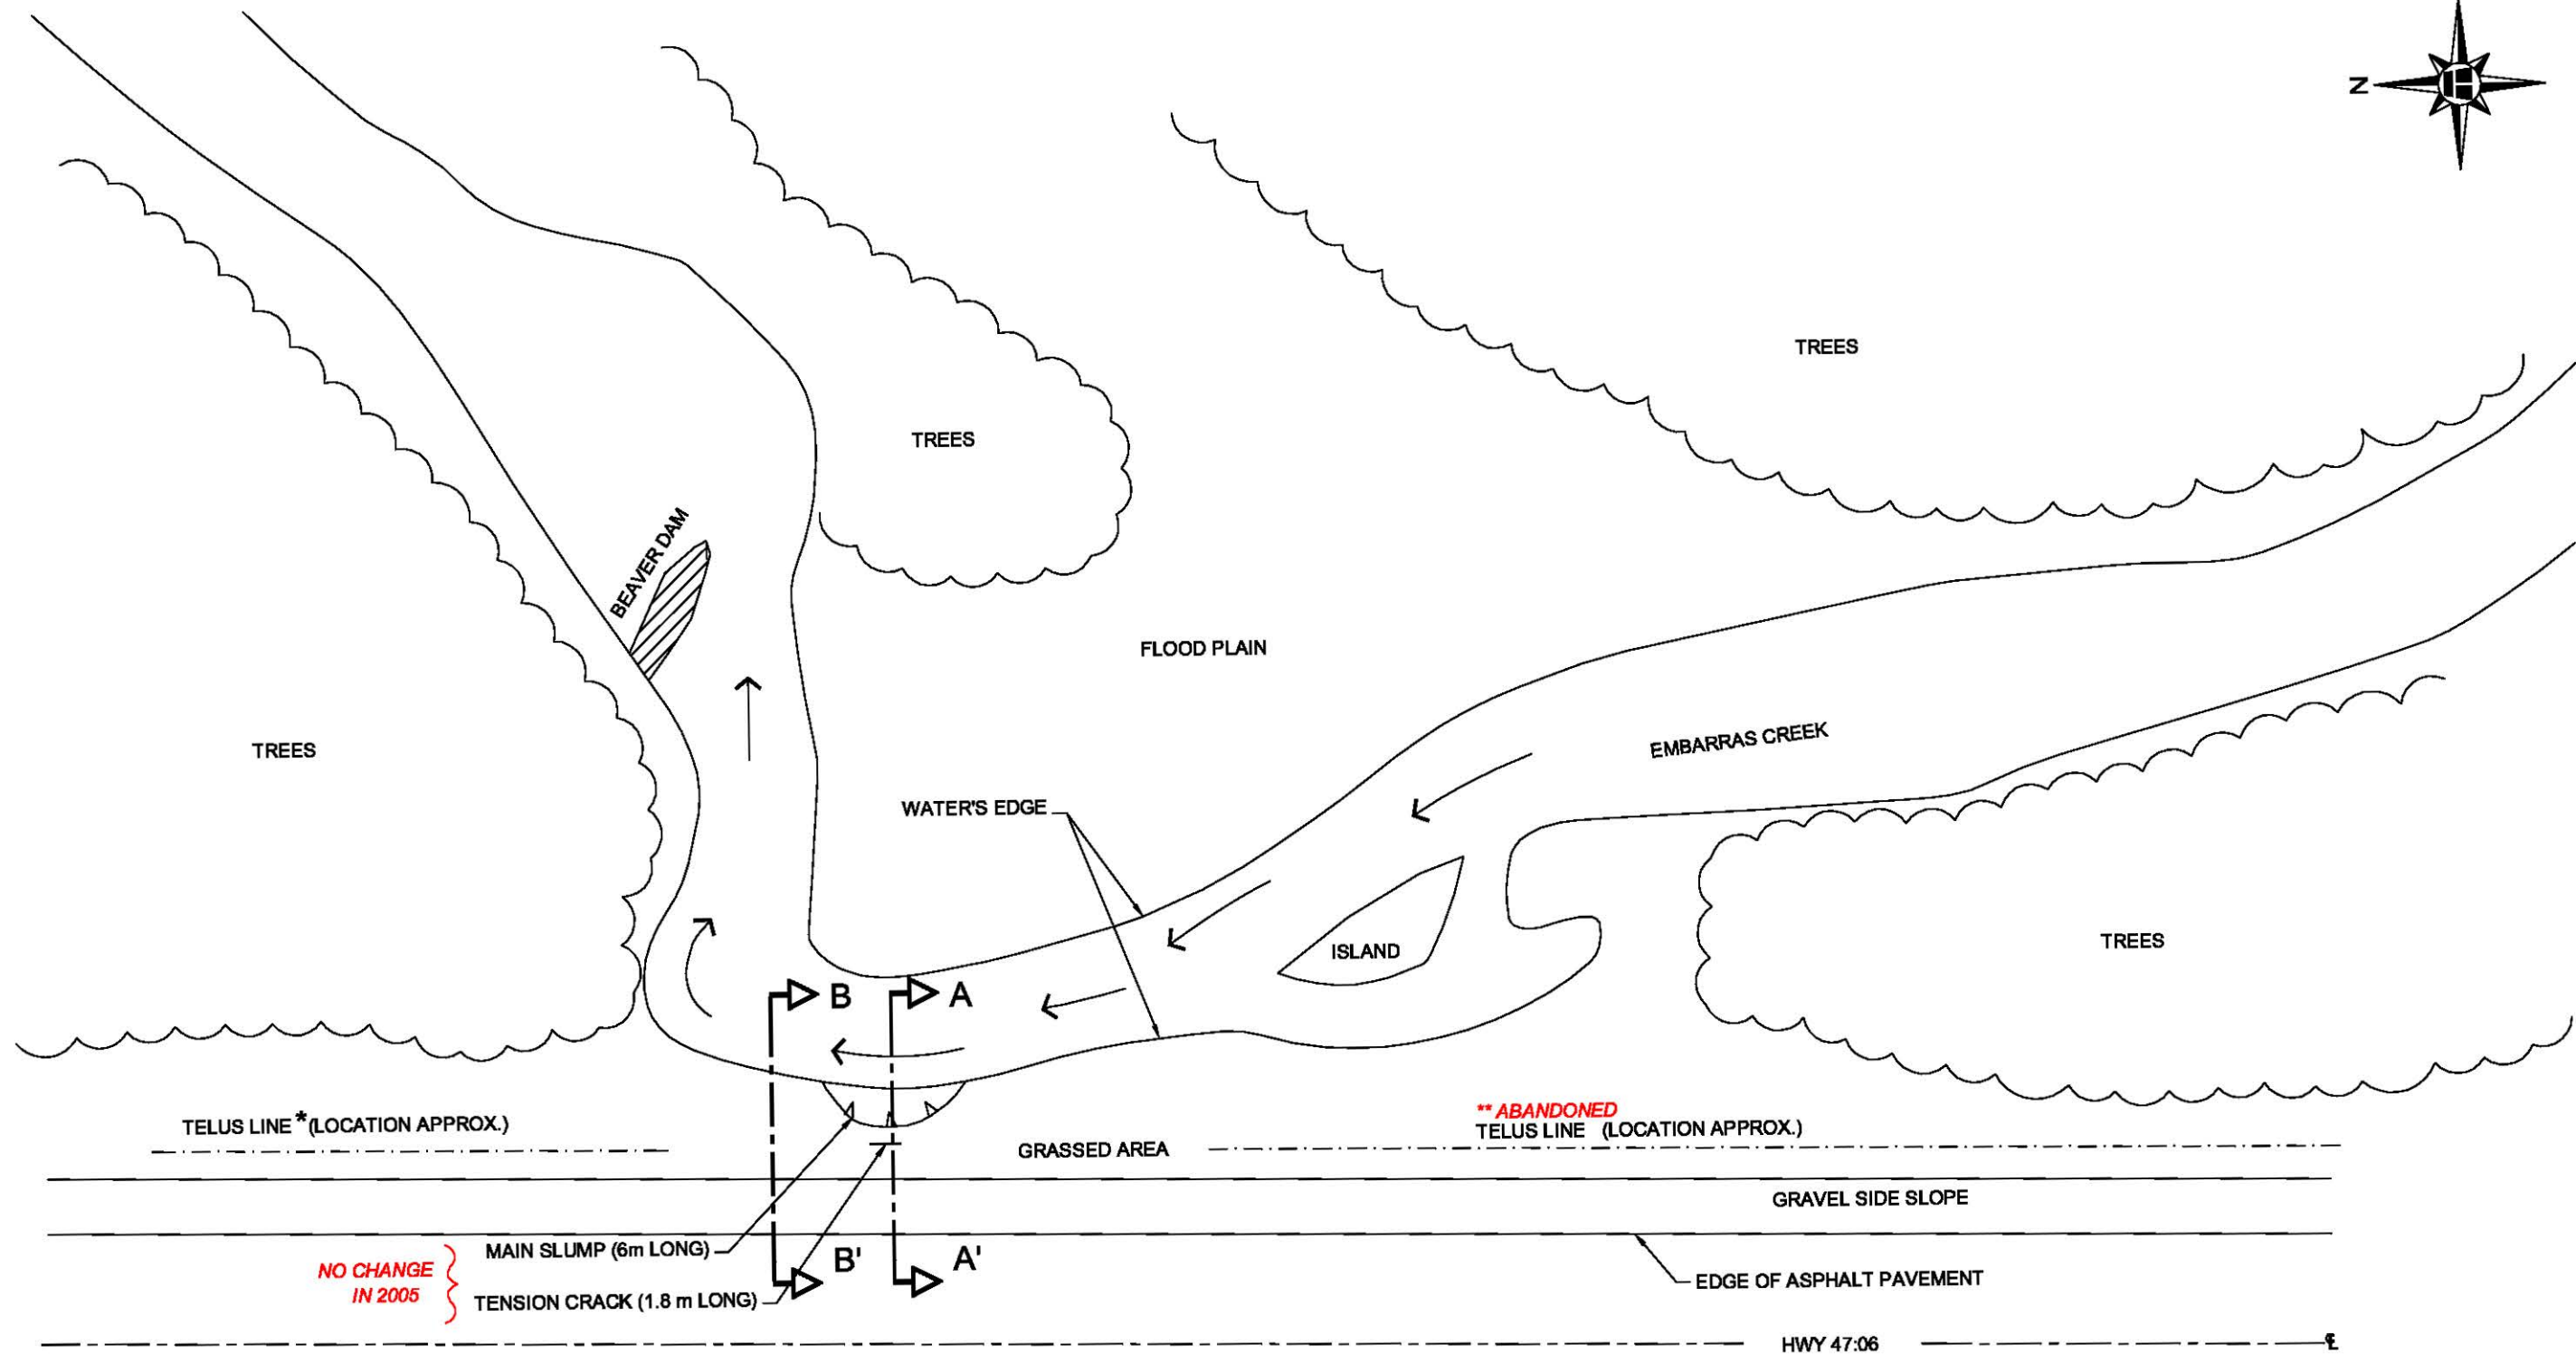 N
TREES
TREES
BEAVER DAM
FLOOD PLAIN
TREES
EMBARRAS CREEK
WATER'S EDGE
ISLAND
TREES
B
A
TELUS LINE * (LOCATION APPROX.)
** ABANDONED
TELUS LINE (LOCATION APPROX.)
GRASSED AREA
GRAVEL SIDE SLOPE
NO CHANGE
IN 2005
MAIN SLUMP (6m LONG)
TENSION CRACK (1.8 m LONG)
B'
A'
EDGE OF ASPHALT PAVEMENT
HWY 47:06
℄